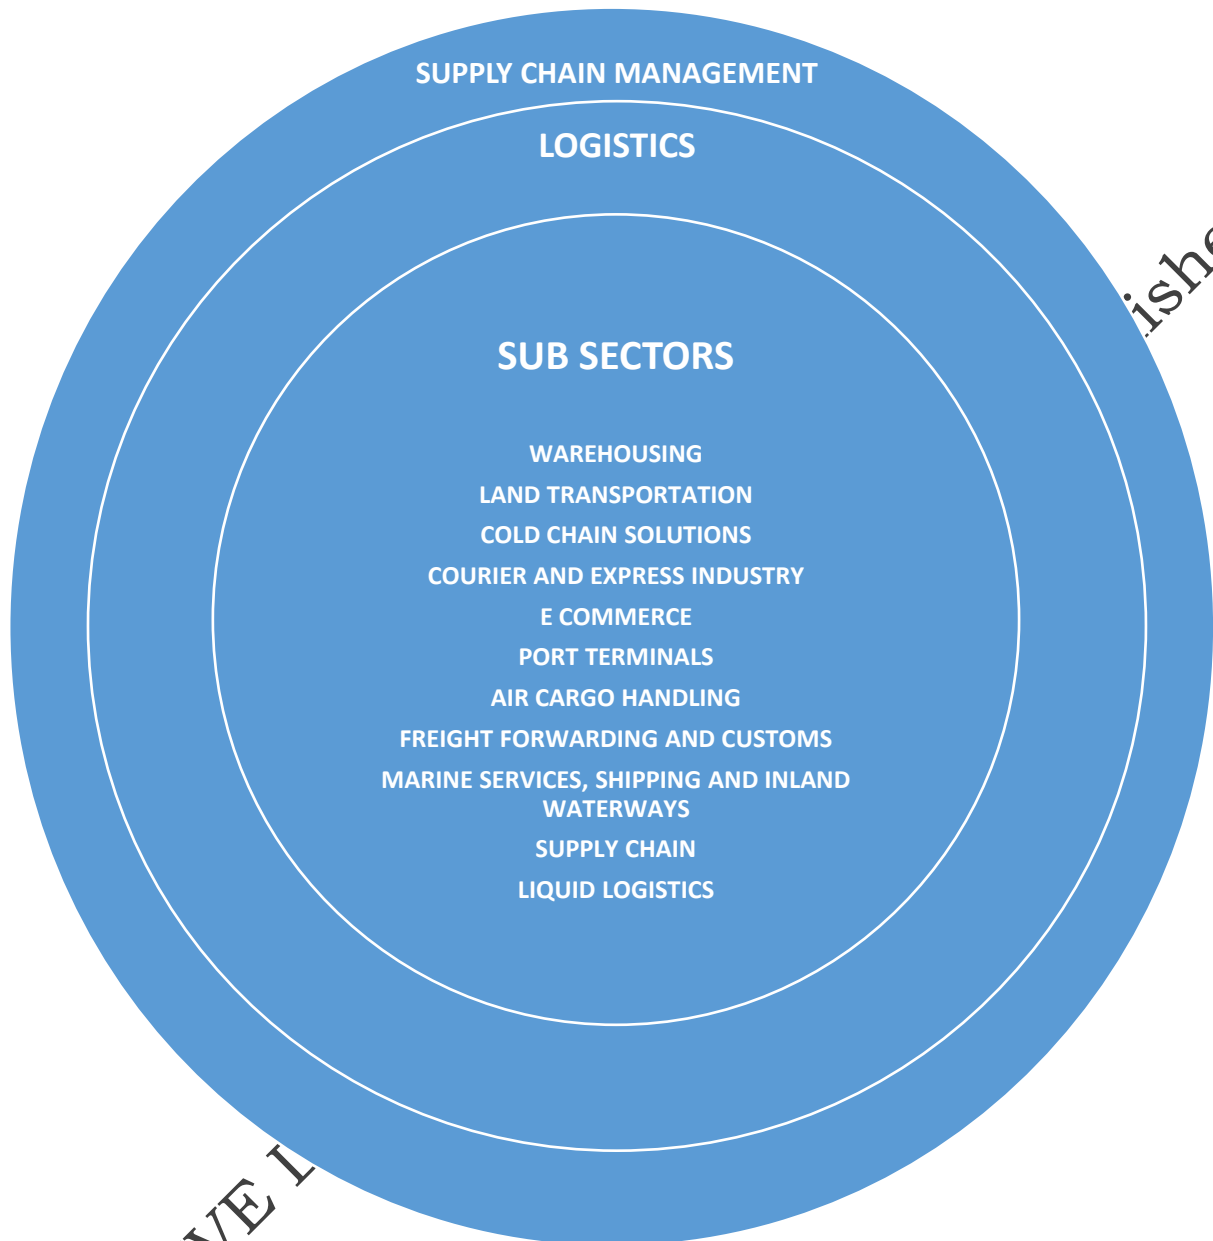 SUPPLY CHAIN MANAGEMENT
LOGISTICS
SUB SECTORS
WAREHOUSING
LAND TRANSPORTATION
COLD CHAIN SOLUTIONS
COURIER AND EXPRESS INDUSTRY
E COMMERCE
PORT TERMINALS
AIR CARGO HANDLING
FREIGHT FORWARDING AND CUSTOMS
MARINE SERVICES, SHIPPING AND INLAND
WATERWAYS
SUPPLY CHAIN
LIQUID LOGISTICS